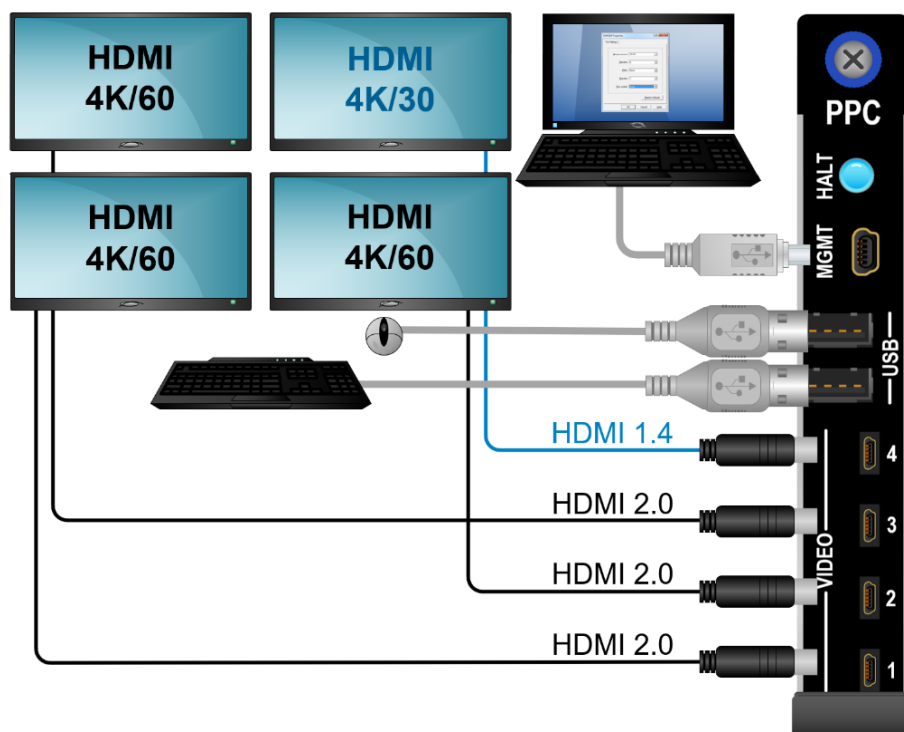 HDMI
4K/60
HDMI
4K/30
PPC
HALT
HDMI
4K/60
HDMI
4K/60
MGMT
USB
HDMI 1.4
4
HDMI 2.0
3
VIDEO
HDMI 2.0
2
HDMI 2.0
1